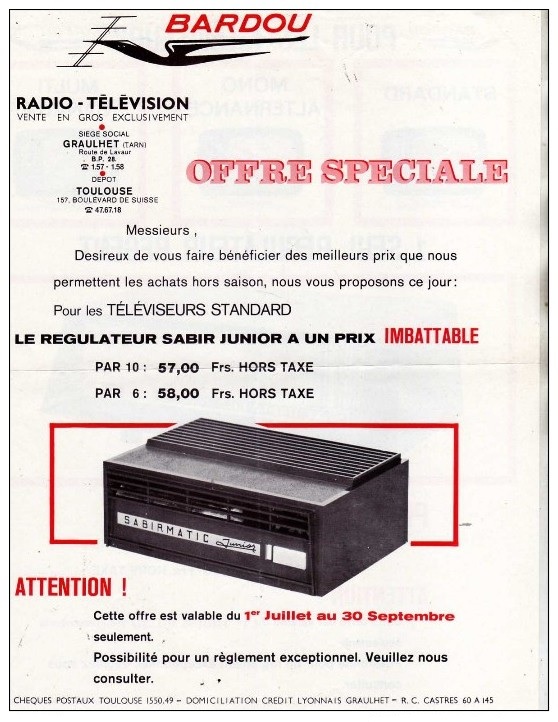 BARDOU
RADIO - TÉLÉVISION
VENTE EN GROS EXCLUSIVEMENT
SIEGE SOCIAL
GRAULHET (TARN)
Route de Lavaur
B.P. 28.
☎ 1.57 - 1.58
DEPOT
TOULOUSE
157, BOULEVARD DE SUISSE
☎ 47.67.18
OFFRE SPECIALE
Messieurs,
Desireux de vous faire bénéficier des meilleurs prix que nous
permettent les achats hors saison, nous vous proposons ce jour:
Pour les TÉLÉVISEURS STANDARD
LE REGULATEUR SABIR JUNIOR A UN PRIX IMBATTABLE
PAR 10 : 57,00 Frs. HORS TAXE
PAR 6 : 58,00 Frs. HORS TAXE
SABIRMATIC Junior
ATTENTION !
Cette offre est valable du 1er Juillet au 30 Septembre
seulement.
Possibilité pour un règlement exceptionnel. Veuillez nous
consulter.
CHEQUES POSTAUX TOULOUSE 1550.49 - DOMICILIATION CREDIT LYONNAIS GRAULHET - R. C. CASTRES 60 A 145